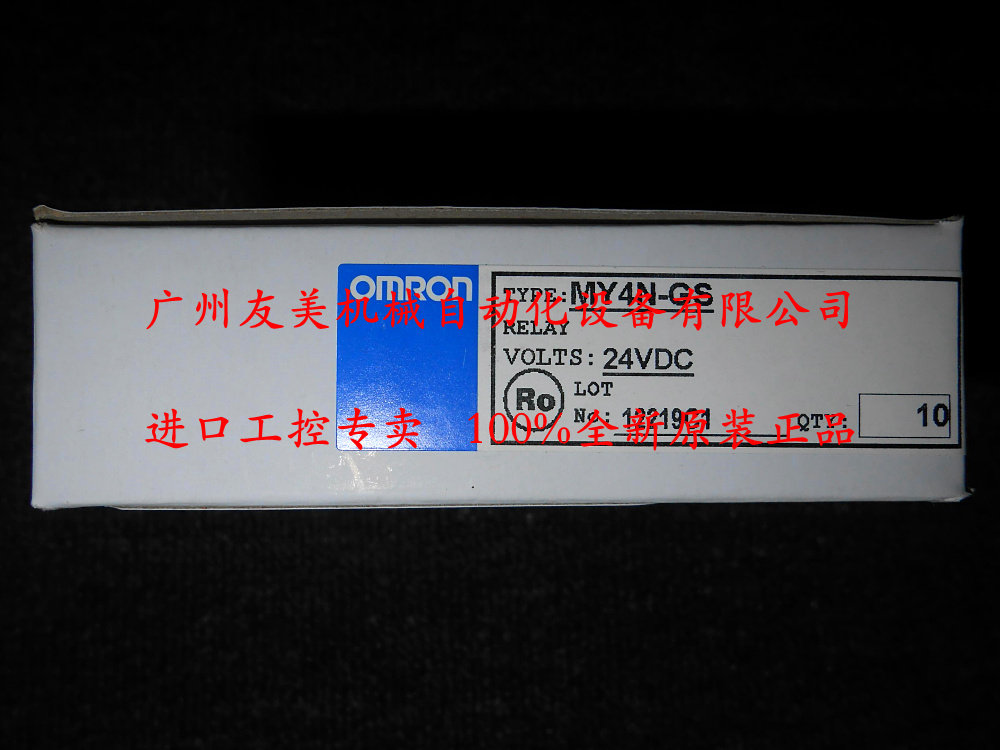 OMRON
TYPE: MY4N-GS
广州友美机械自动化设备有限公司
RELAY
VOLTS: 24VDC
Ro
LOT
No:
QTY: 10
进口工控专卖 100%全新原装正品